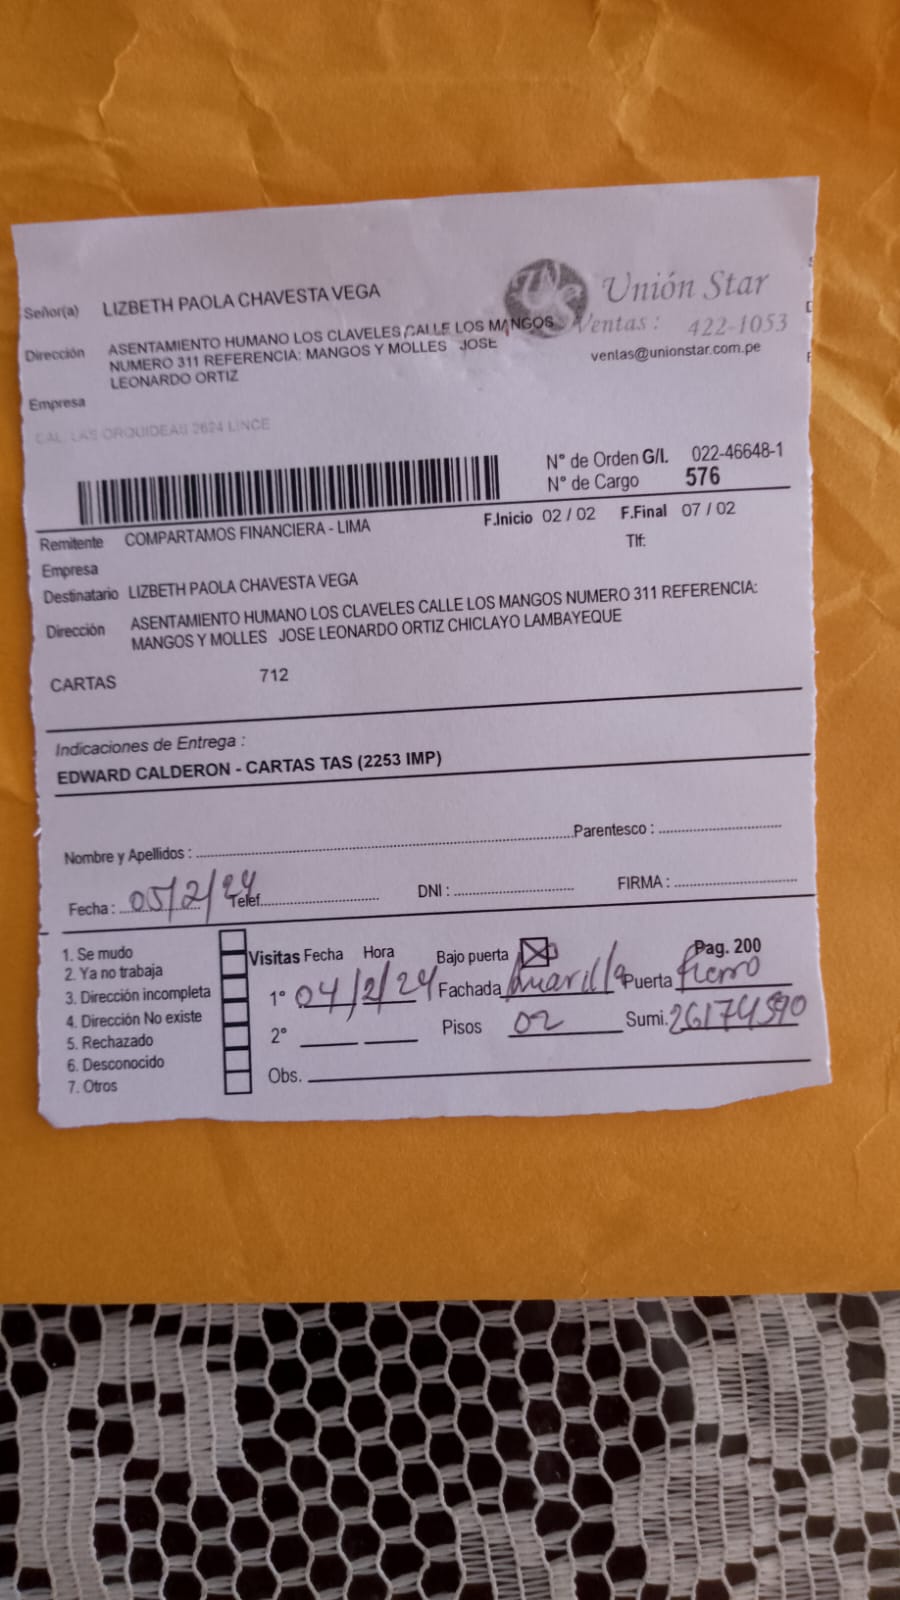 Señor(a) LIZBETH PAOLA CHAVESTA VEGA
Unión Star
Dirección ASENTAMIENTO HUMANO LOS CLAVELES CALLE LOS MANGOS
NUMERO 311 REFERENCIA: MANGOS Y MOLLES JOSE
LEONARDO ORTIZ
Ventas: 422-1053
ventas@unionstar.com.pe
Empresa
CAL. LAS ORQUIDEAS 2624 LINCE
N° de Orden G/I. 022-46648-1
N° de Cargo 576
Remitente COMPARTAMOS FINANCIERA - LIMA F.Inicio 02 / 02 F.Final 07 / 02
Empresa Tlf:
Destinatario LIZBETH PAOLA CHAVESTA VEGA
Dirección ASENTAMIENTO HUMANO LOS CLAVELES CALLE LOS MANGOS NUMERO 311 REFERENCIA:
MANGOS Y MOLLES JOSE LEONARDO ORTIZ CHICLAYO LAMBAYEQUE
CARTAS 712
Indicaciones de Entrega :
EDWARD CALDERON - CARTAS TAS (2253 IMP)
Nombre y Apellidos : Parentesco :
Fecha : 05/2/24 Telef. DNI : FIRMA :
1. Se mudo
2. Ya no trabaja
3. Dirección incompleta
4. Dirección No existe
5. Rechazado
6. Desconocido
7. Otros
Visitas Fecha Hora Bajo puerta Pag. 200
1° 04/2/24 Fachada Amarilla Puerta fierro
2° Pisos 02 Sumi. 26174590
Obs.